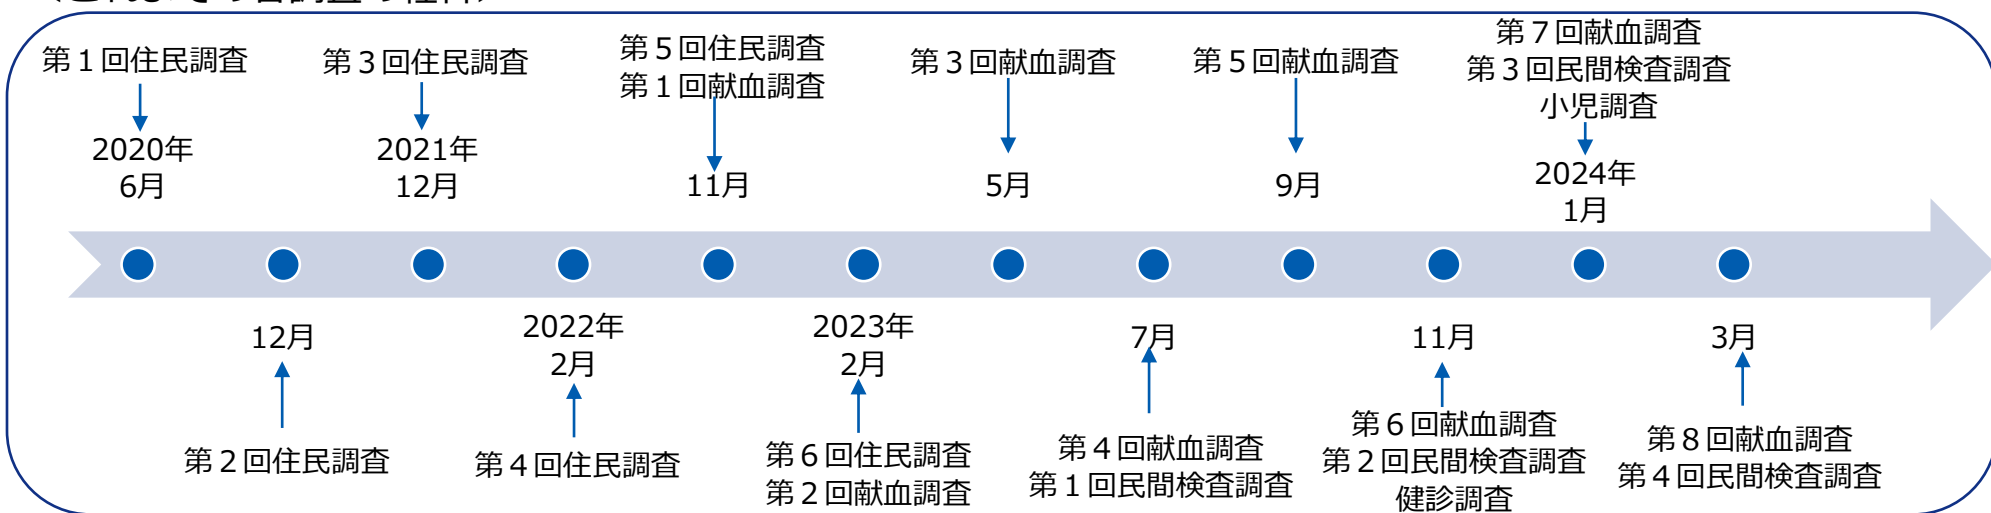 第１回住民調査
2020年
6月
12月
第２回住民調査
第３回住民調査
2021年
12月
2022年
2月
第４回住民調査
第５回住民調査
第１回献血調査
11月
2023年
2月
第６回住民調査
第２回献血調査
第３回献血調査
5月
7月
第４回献血調査
第１回民間検査調査
第５回献血調査
9月
11月
第６回献血調査
第２回民間検査調査
健診調査
第７回献血調査
第３回民間検査調査
小児調査
2024年
1月
3月
第８回献血調査
第４回民間検査調査